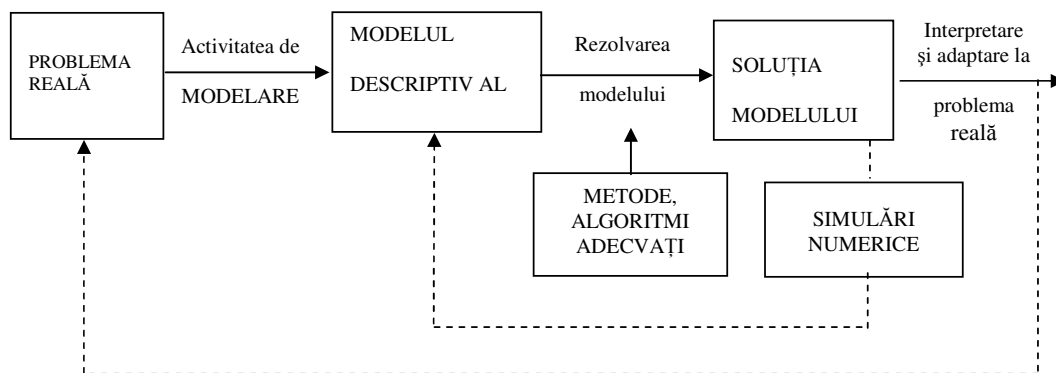 PROBLEMA
REALĂ
Activitatea de
MODELARE
MODELUL
DESCRIPTIV AL
Rezolvarea
modelului
METODE,
ALGORITMI
ADECVAȚI
SOLUȚIA
MODELULUI
SIMULĂRI
NUMERICE
Interpretare
și adaptare la
problema
reală